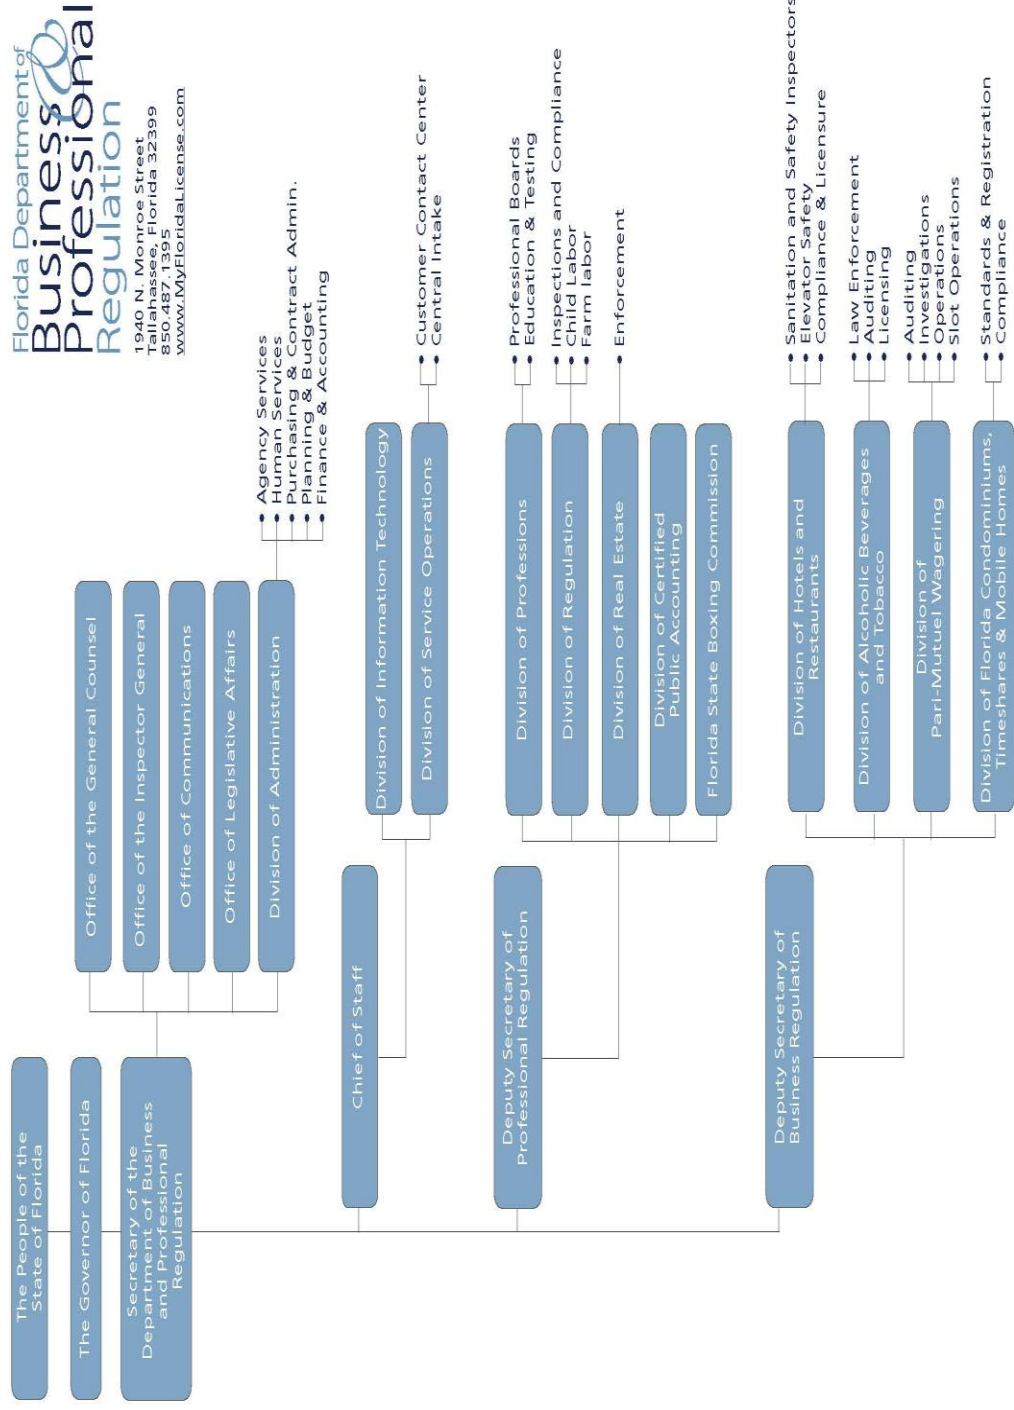 Florida Department of
Business &
Professional
Regulation
1940 N. Monroe Street
Tallahassee, Florida 32399
850.487.1395
www.MyFloridaLicense.com
The People of the
State of Florida
The Governor of Florida
Secretary of the
Department of Business
and Professional
Regulation
Office of the General Counsel
Office of the Inspector General
Office of Communications
Office of Legislative Affairs
Division of Administration
Agency Services
Human Services
Purchasing & Contract Admin.
Planning & Budget
Finance & Accounting
Chief of Staff
Division of Information Technology
Division of Service Operations
Customer Contact Center
Central Intake
Deputy Secretary of
Professional Regulation
Division of Professions
Professional Boards
Education & Testing
Division of Regulation
Inspections and Compliance
Child Labor
Farm labor
Division of Real Estate
Enforcement
Division of Certified
Public Accounting
Florida State Boxing Commission
Deputy Secretary of
Business Regulation
Division of Hotels and
Restaurants
Sanitation and Safety Inspectors
Elevator Safety
Compliance & Licensure
Division of Alcoholic Beverages
and Tobacco
Law Enforcement
Auditing
Licensing
Division of
Pari-Mutuel Wagering
Auditing
Investigations
Operations
Slot Operations
Division of Florida Condominiums,
Timeshares & Mobile Homes
Standards & Registration
Compliance